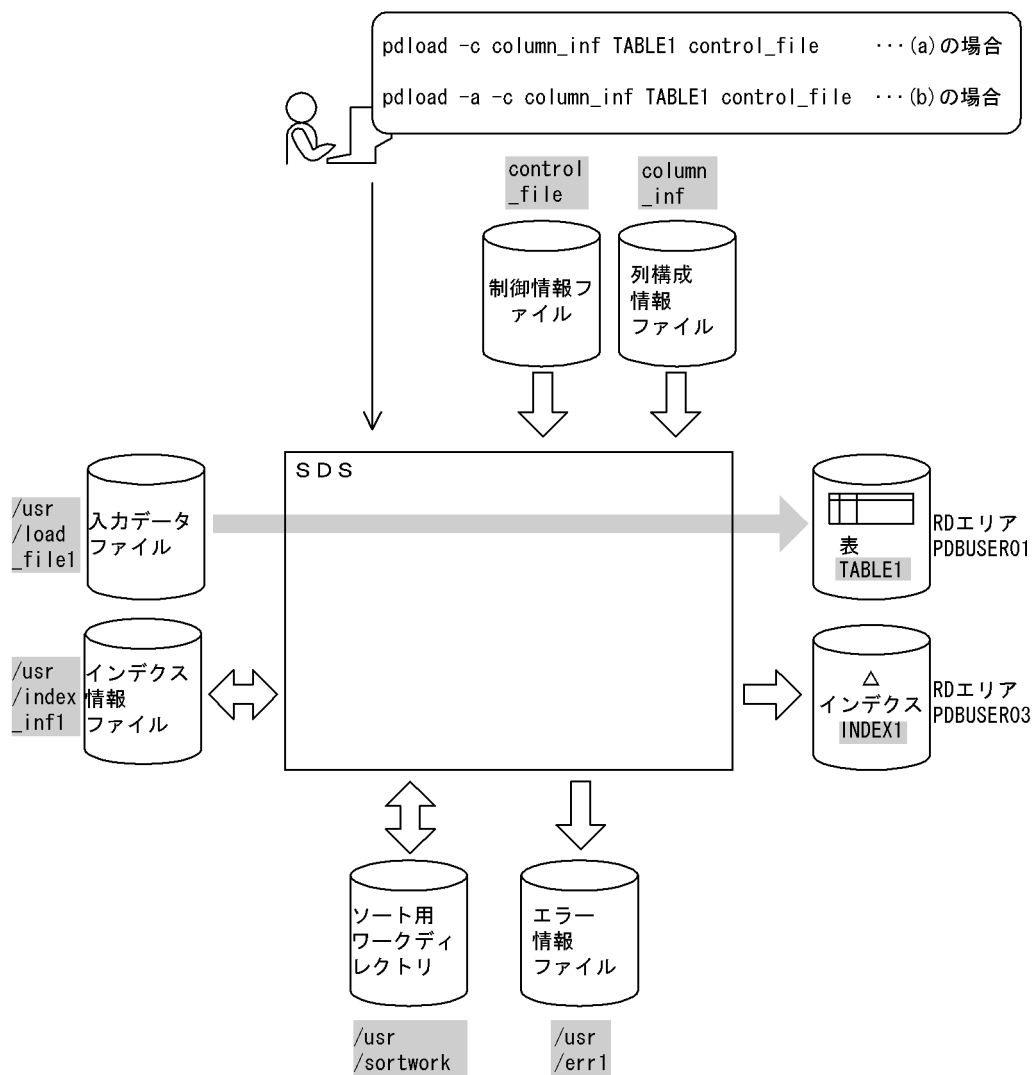 pdload -c column_inf TABLE1 control_file ···(a)の場合
pdload -a -c column_inf TABLE1 control_file ···(b)の場合
control
_file
column
_inf
制御情報フ
ァイル
列構成
情報
ファイル
SDS
/usr
/load
_file1
入力データ
ファイル
表
TABLE1
RDエリア
PDBUSER01
/usr
/index
_inf1
インデクス
情報
ファイル
△
インデクス
INDEX1
RDエリア
PDBUSER03
ソート用
ワークディ
レクトリ
エラー
情報
ファイル
/usr
/sortwork
/usr
/err1